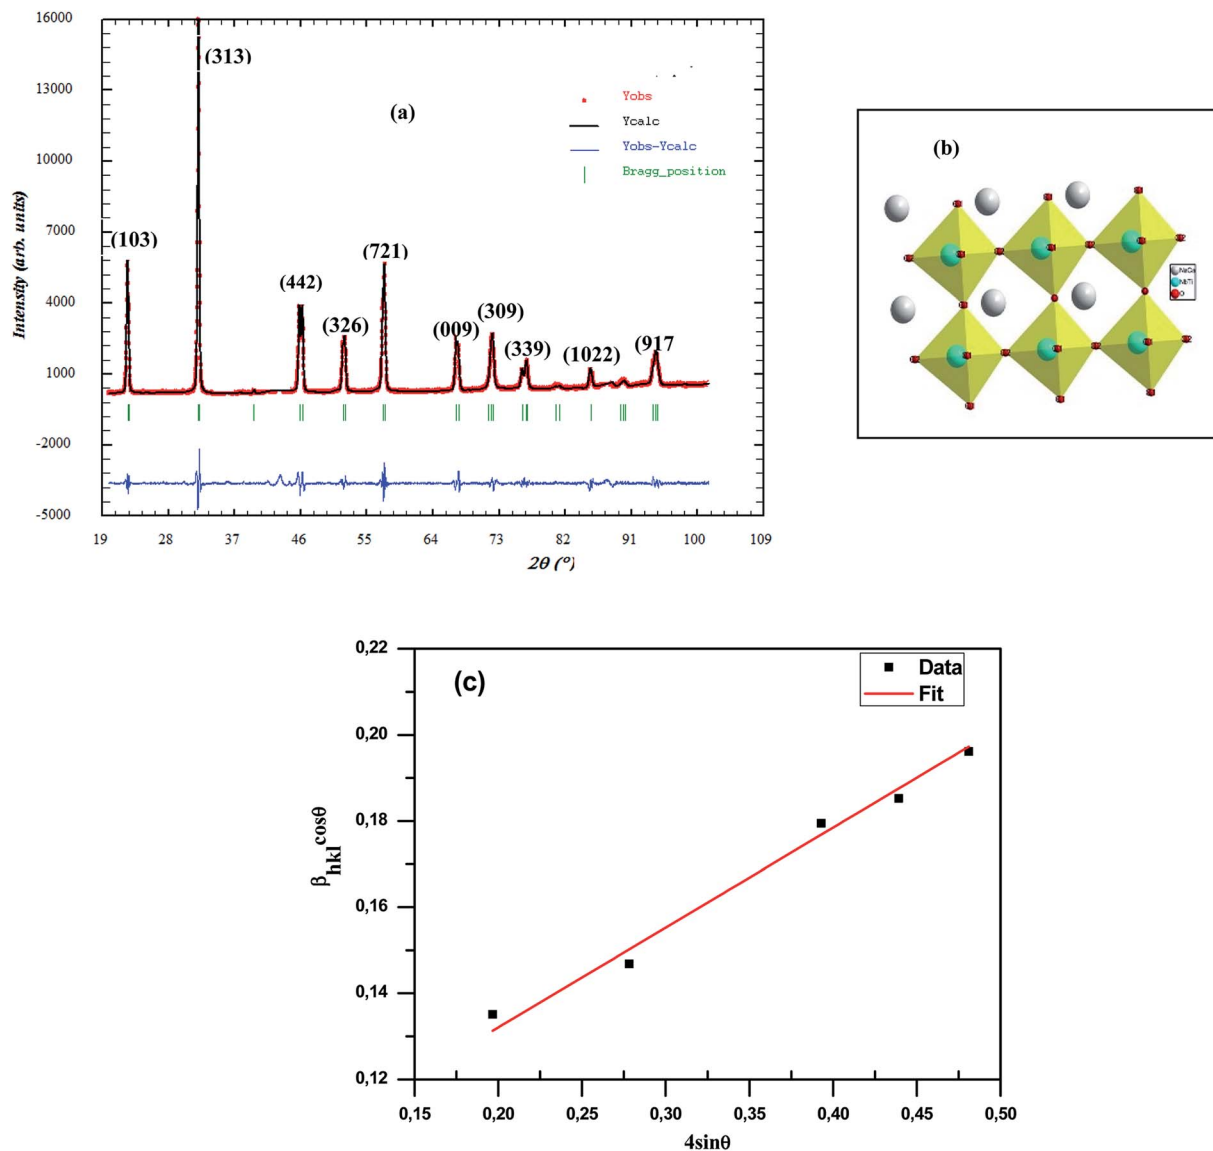 16000
13000
10000
7000
4000
1000
-2000
-5000
Intensity (arb. units)
(103)
(313)
(442)
(326)
(721)
(009)
(309)
(339)
(1022)
(917)
(a)
Yobs
Ycalc
Yobs-Ycalc
Bragg_position
19 28 37 46 55 64 73 82 91 100 109
2θ (°)
(b)
NaCa
NbTi
O
(c)
Data
Fit
0,22
0,20
0,18
0,16
0,14
0,12
βhklcosθ
0,15 0,20 0,25 0,30 0,35 0,40 0,45 0,50
4sinθ